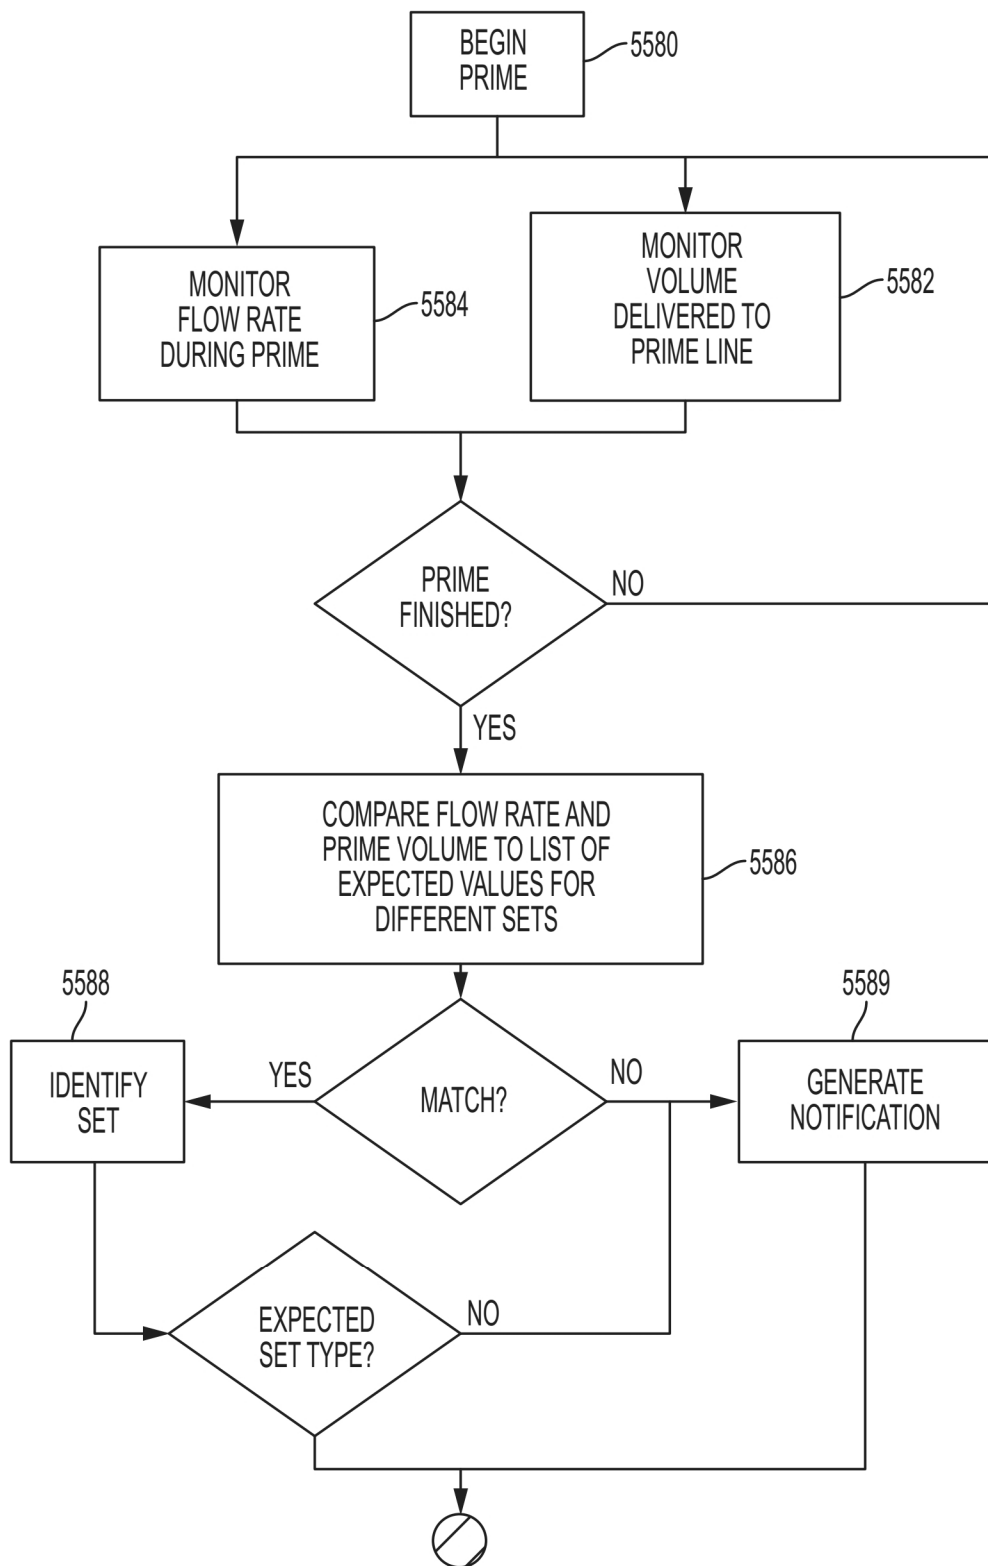 BEGIN
PRIME
5580
MONITOR
FLOW RATE
DURING PRIME
5584
MONITOR
VOLUME
DELIVERED TO
PRIME LINE
5582
PRIME
FINISHED?
NO
YES
COMPARE FLOW RATE AND
PRIME VOLUME TO LIST OF
EXPECTED VALUES FOR
DIFFERENT SETS
5586
5588
IDENTIFY
SET
YES
MATCH?
NO
5589
GENERATE
NOTIFICATION
EXPECTED
SET TYPE?
NO